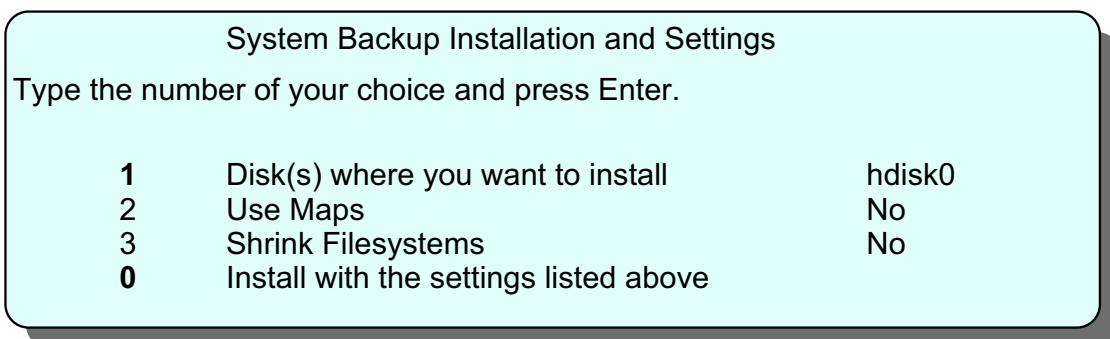 System Backup Installation and Settings
Type the number of your choice and press Enter.
1 Disk(s) where you want to install hdisk0
2 Use Maps No
3 Shrink Filesystems No
0 Install with the settings listed above